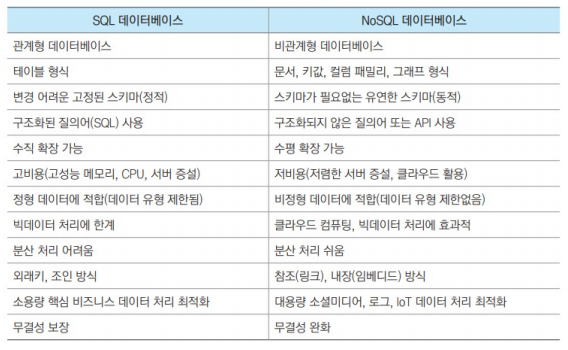 SQL 데이터베이스 NoSQL 데이터베이스
관계형 데이터베이스 비관계형 데이터베이스
테이블 형식 문서, 키값, 컬럼 패밀리, 그래프 형식
변경 어려운 고정된 스키마(정적) 스키마가 필요없는 유연한 스키마(동적)
구조화된 질의어(SQL) 사용 구조화되지 않은 질의어 또는 API 사용
수직 확장 가능 수평 확장 가능
고비용(고성능 메모리, CPU, 서버 증설) 저비용(저렴한 서버 증설, 클라우드 활용)
정형 데이터에 적합(데이터 유형 제한됨) 비정형 데이터에 적합(데이터 유형 제한없음)
빅데이터 처리에 한계 클라우드 컴퓨팅, 빅데이터 처리에 효과적
분산 처리 어려움 분산 처리 쉬움
외래키, 조인 방식 참조(링크), 내장(임베디드) 방식
소용량 핵심 비즈니스 데이터 처리 최적화 대용량 소셜미디어, 로그, IoT 데이터 처리 최적화
무결성 보장 무결성 완화